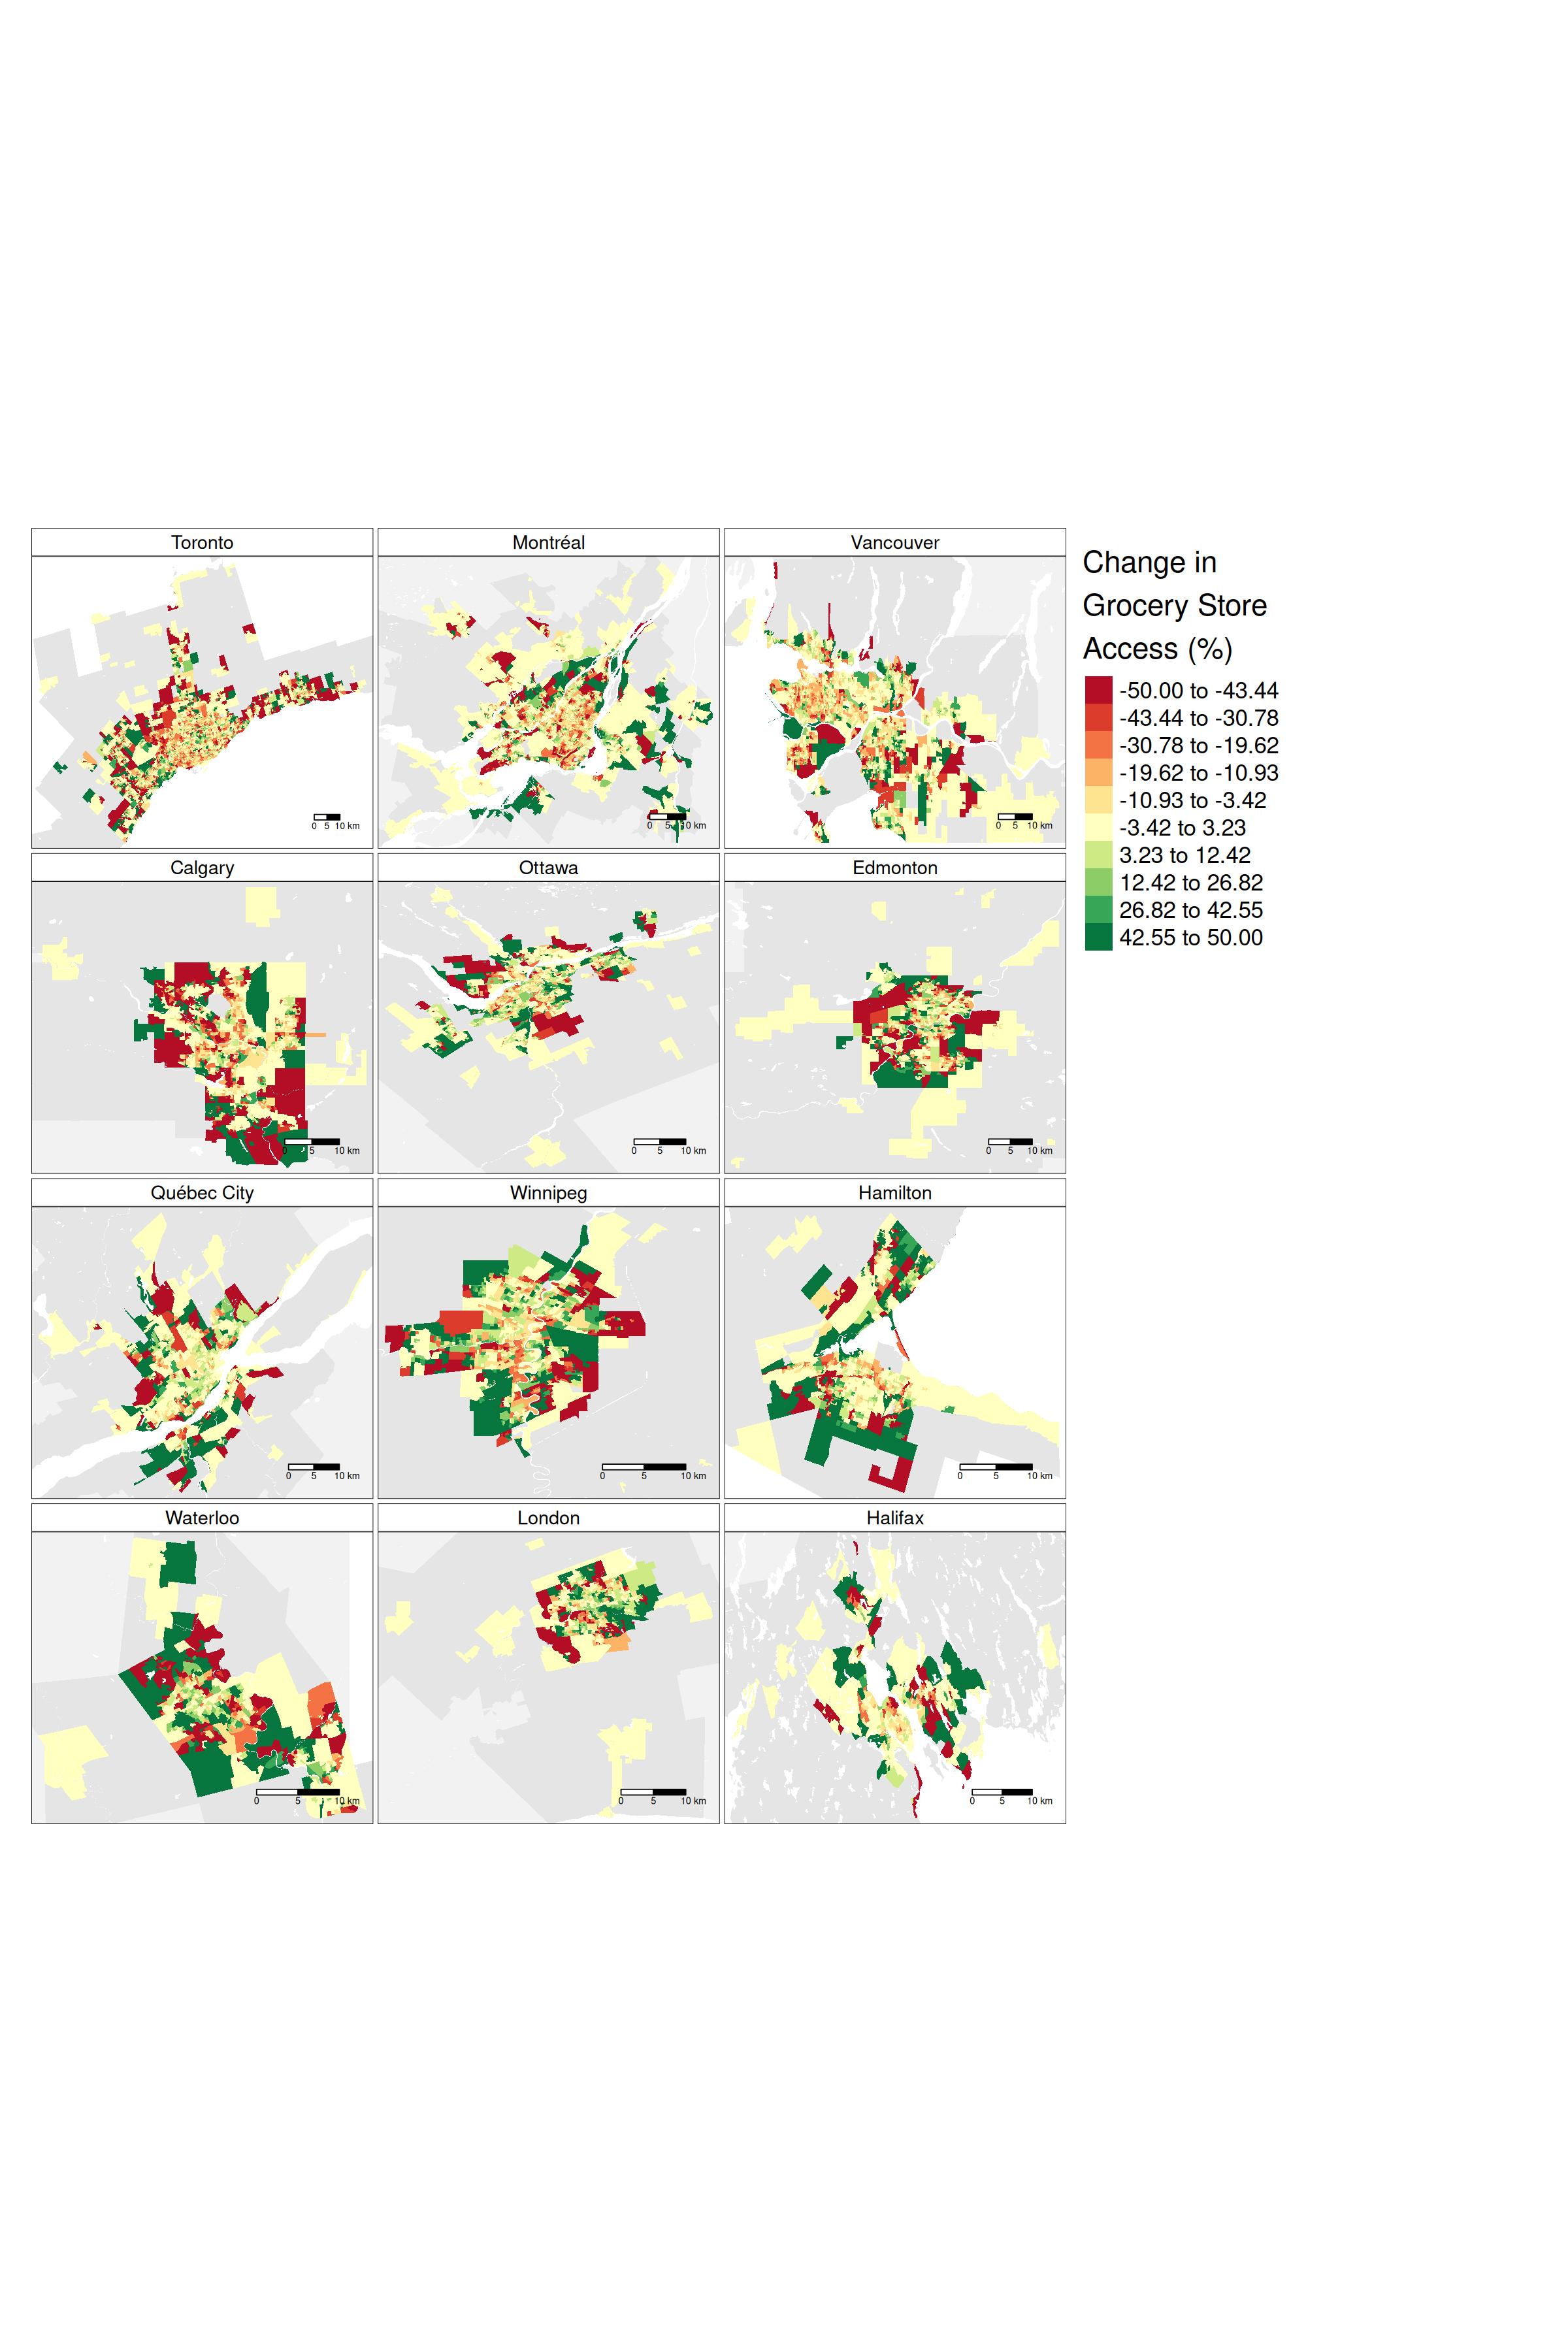 Toronto
Montréal
Vancouver
Change in
Grocery Store
Access (%)
-50.00 to -43.44
-43.44 to -30.78
-30.78 to -19.62
-19.62 to -10.93
-10.93 to -3.42
-3.42 to 3.23
3.23 to 12.42
12.42 to 26.82
26.82 to 42.55
42.55 to 50.00
0 5 10 km
0 5 10 km
0 5 10 km
Calgary
Ottawa
Edmonton
0 5 10 km
0 5 10 km
0 5 10 km
Québec City
Winnipeg
Hamilton
0 5 10 km
0 5 10 km
0 5 10 km
Waterloo
London
Halifax
0 5 10 km
0 5 10 km
0 5 10 km